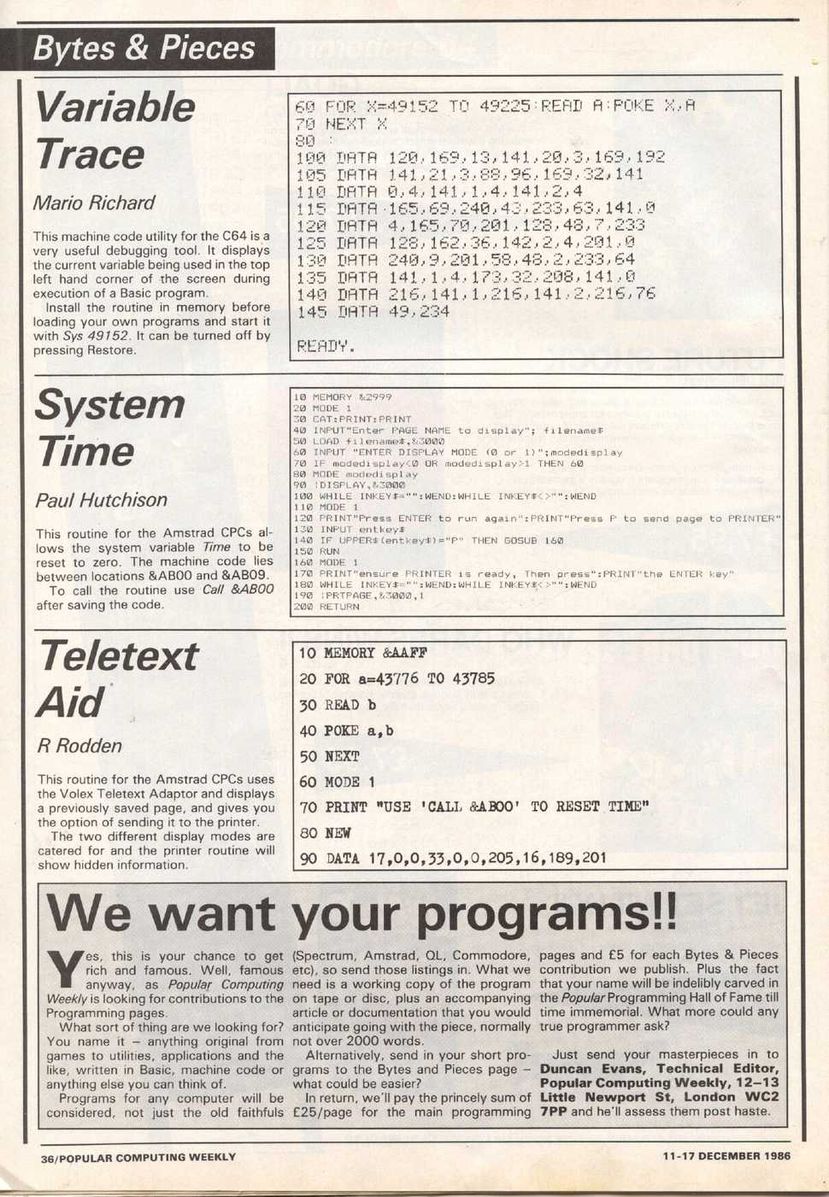 Bytes & Pieces
Variable
Trace
Mario Richard
This machine code utility for the C64 is a
very useful debugging tool. It displays
the current variable being used in the top
left hand corner of the screen during
execution of a Basic program.
Install the routine in memory before
loading your own programs and start it
with Sys 49152. It can be turned off by
pressing Restore.
60 FOR X=49152 TO 49225:READ A:POKE X,A
70 NEXT X
80 :
100 DATA 120,169,13,141,20,3,169,192
105 DATA 141,21,3,88,96,169,32,141
110 DATA 0,4,141,1,4,141,2,4
115 DATA 165,69,240,43,233,63,141,0
120 DATA 4,165,70,201,128,48,7,233
125 DATA 128,162,36,142,2,4,201,0
130 DATA 240,9,201,58,48,2,233,64
135 DATA 141,1,4,173,32,208,141,0
140 DATA 216,141,1,216,141,2,216,76
145 DATA 49,234
READY.
System
Time
Paul Hutchison
This routine for the Amstrad CPCs al-
lows the system variable Time to be
reset to zero. The machine code lies
between locations &AB00 and &AB09.
To call the routine use Call &AB00
after saving the code.
10 MEMORY &2999
20 MODE 1
30 CAT:PRINT:PRINT
40 INPUT"Enter PAGE NAME to display"; filename$
50 LOAD filename$,&3000
60 INPUT "ENTER DISPLAY MODE (0 or 1)";modedisplay
70 IF modedisplay<0 OR modedisplay>1 THEN 60
80 MODE modedisplay
90 |DISPLAY,&3000
100 WHILE INKEY$="":WEND:WHILE INKEY$<>"":WEND
110 MODE 1
120 PRINT"Press ENTER to run again":PRINT"Press P to send page to PRINTER"
130 INPUT entkey$
140 IF UPPER$(entkey$)="P" THEN GOSUB 160
150 RUN
160 MODE 1
170 PRINT"ensure PRINTER is ready, Then press":PRINT"the ENTER key"
180 WHILE INKEY$="":WEND:WHILE INKEY$<>"":WEND
190 |PRTPAGE,&3000,1
200 RETURN
Teletext
Aid
R Rodden
This routine for the Amstrad CPCs uses
the Volex Teletext Adaptor and displays
a previously saved page, and gives you
the option of sending it to the printer.
The two different display modes are
catered for and the printer routine will
show hidden information.
10 MEMORY &AAFF
20 FOR a=43776 TO 43785
30 READ b
40 POKE a,b
50 NEXT
60 MODE 1
70 PRINT "USE 'CALL &AB00' TO RESET TIME"
80 NEW
90 DATA 17,0,0,33,0,0,205,16,189,201
We want your programs!!
Yes, this is your chance to get
rich and famous. Well, famous
anyway, as Popular Computing
Weekly is looking for contributions to the
Programming pages.
What sort of thing are we looking for?
You name it – anything original from
games to utilities, applications and the
like, written in Basic, machine code or
anything else you can think of.
Programs for any computer will be
considered, not just the old faithfuls
(Spectrum, Amstrad, QL, Commodore,
etc), so send those listings in. What we
need is a working copy of the program
on tape or disc, plus an accompanying
article or documentation that you would
anticipate going with the piece, normally
not over 2000 words.
Alternatively, send in your short pro-
grams to the Bytes and Pieces page –
what could be easier?
In return, we'll pay the princely sum of
£25/page for the main programming
pages and £5 for each Bytes & Pieces
contribution we publish. Plus the fact
that your name will be indelibly carved in
the Popular Programming Hall of Fame till
time immemorial. What more could any
true programmer ask?
Just send your masterpieces in to
Duncan Evans, Technical Editor,
Popular Computing Weekly, 12–13
Little Newport St, London WC2
7PP and he'll assess them post haste.
36/POPULAR COMPUTING WEEKLY
11-17 DECEMBER 1986